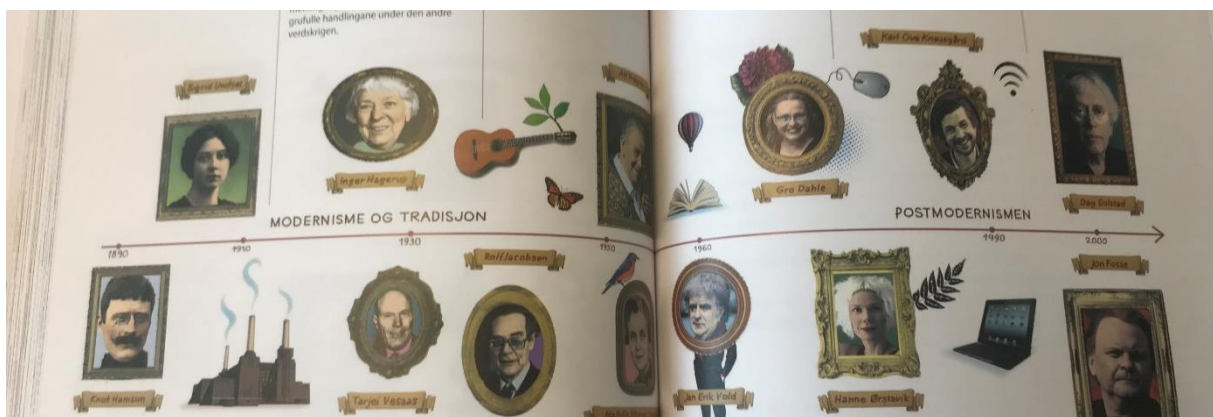 grufulle handlingane under den andre
verdskrigen.
Karl Ove Knausgård
Sigrid Undset
Inger Hagerup
Gro Dahle
Dag Solstad
MODERNISME OG TRADISJON
POSTMODERNISMEN
1890
1910
1930
1950
1960
1990
2000
Rolf Jacobsen
Jon Fosse
Knut Hamsun
Tarjei Vesaas
Jan Erik Vold
Hanne Ørstavik